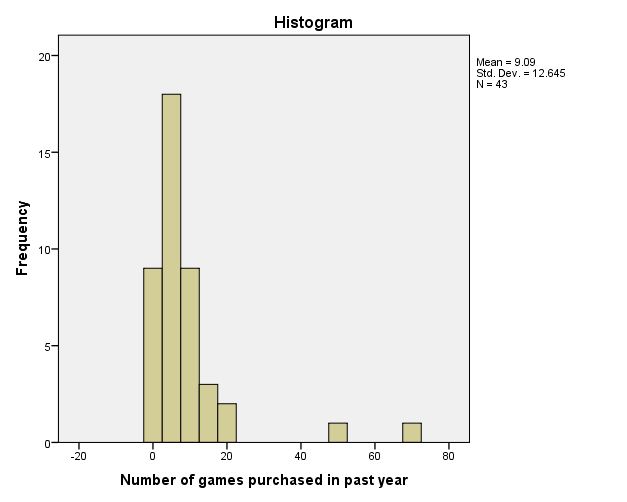 Histogram
Mean = 9.09
Std. Dev. = 12.645
N = 43
Frequency
20
15
10
5
0
-20
0
20
40
60
80
Number of games purchased in past year